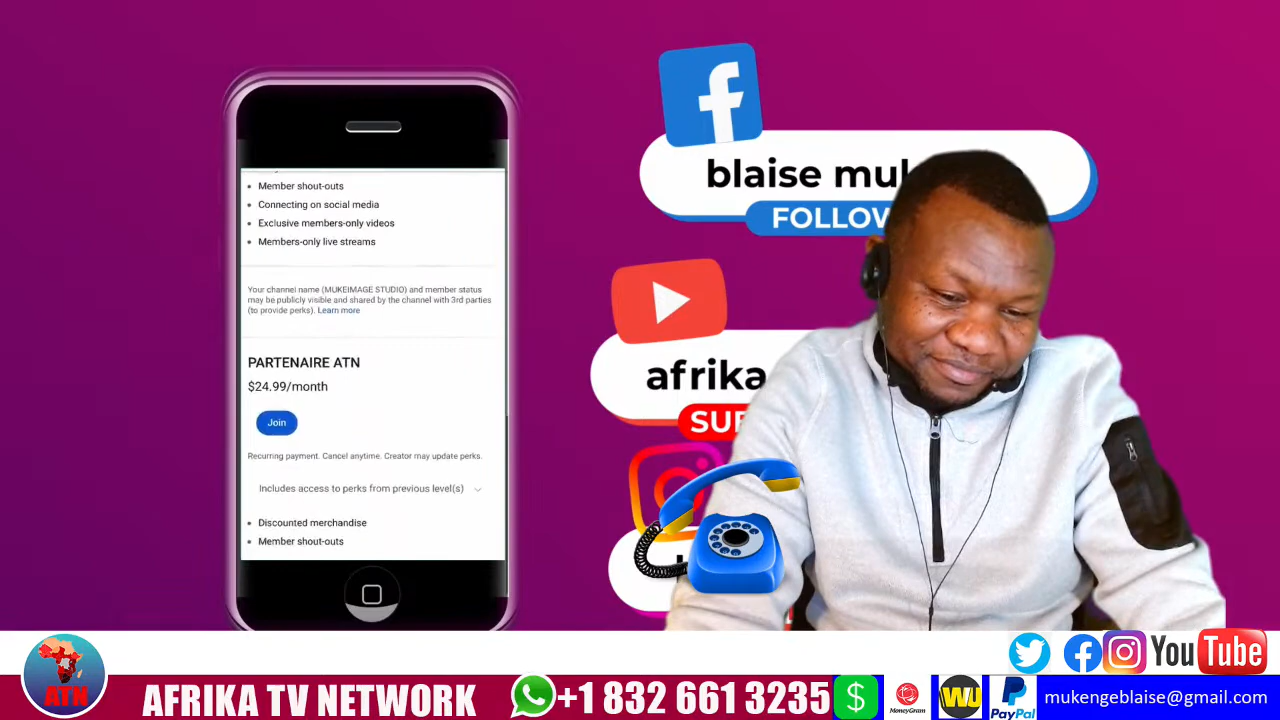 Member shout-outs
Connecting on social media
Exclusive members-only videos
Members-only live streams
Your channel name (MUKEIMAGE STUDIO) and member status
may be publicly visible and shared by the channel with 3rd parties
(to provide perks). Learn more
PARTENAIRE ATN
$24.99/month
Join
Recurring payment. Cancel anytime. Creator may update perks.
Includes access to perks from previous level(s)
Discounted merchandise
Member shout-outs
blaise
FOLLOW
afrika
ATN
AFRIKA TV NETWORK
+1 832 661 3235
$
MoneyGram
WU
PayPal
mukengeblaise@gmail.com
YouTube